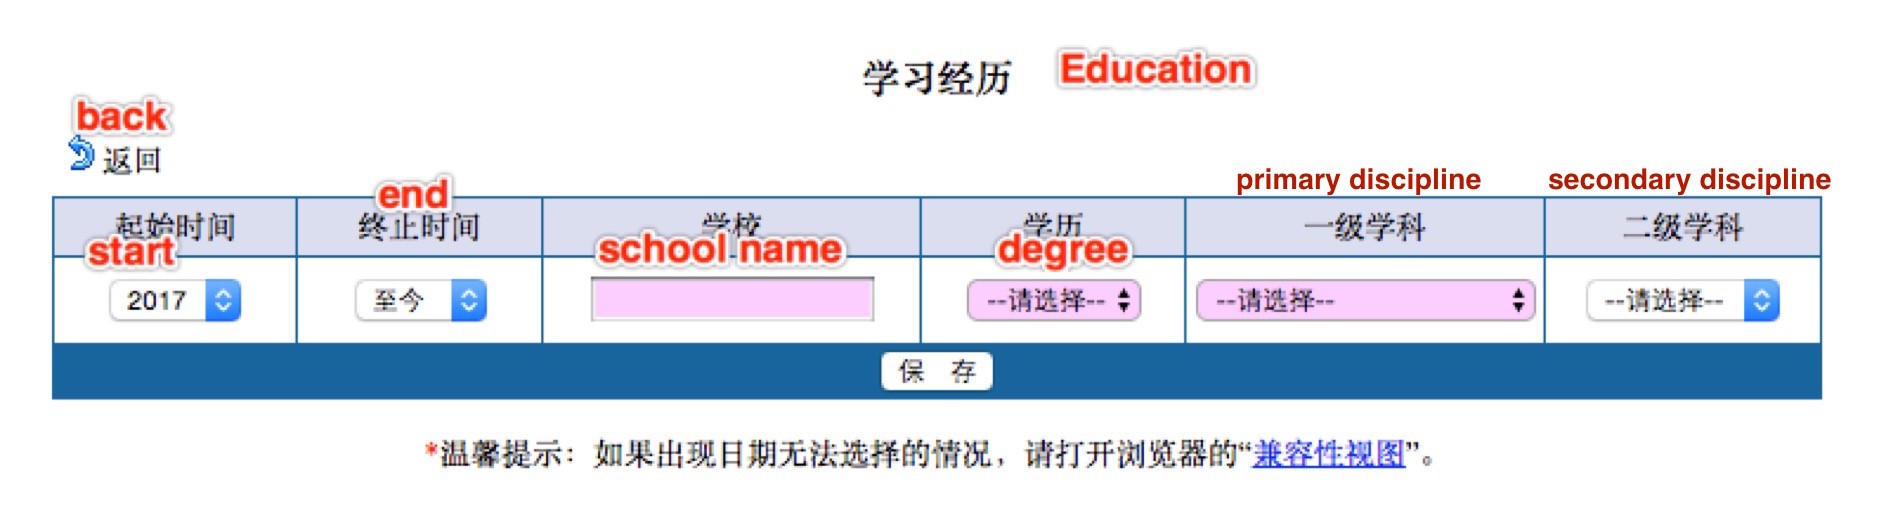 学习经历 Education
back
返回
primary discipline secondary discipline
end
起始时间 终止时间 学校 学历 一级学科 二级学科
start school name degree
2017 至今 --请选择-- --请选择-- --请选择--
保 存
*温馨提示：如果出现日期无法选择的情况，请打开浏览器的“兼容性视图”。